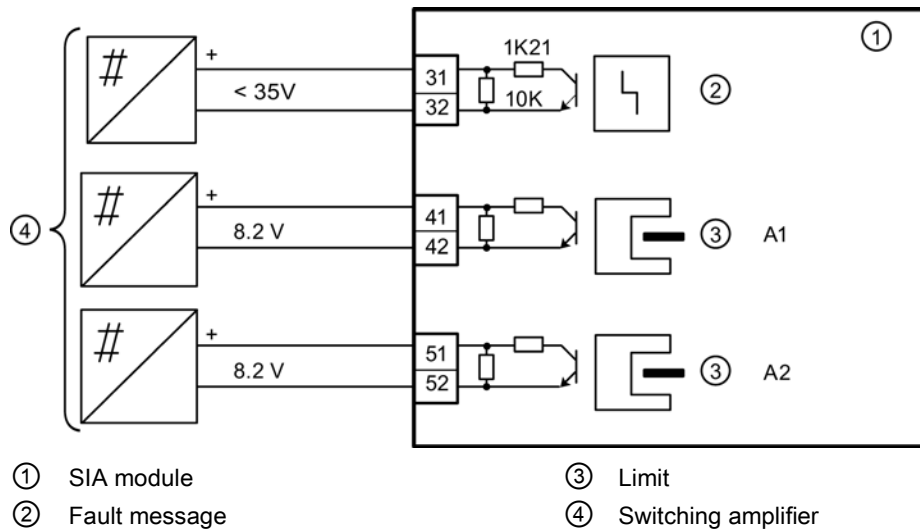 ①
#
+
< 35V
31
32
1K21
10K
②
④
#
+
8.2 V
41
42
③ A1
#
+
8.2 V
51
52
③ A2
① SIA module
③ Limit
② Fault message
④ Switching amplifier